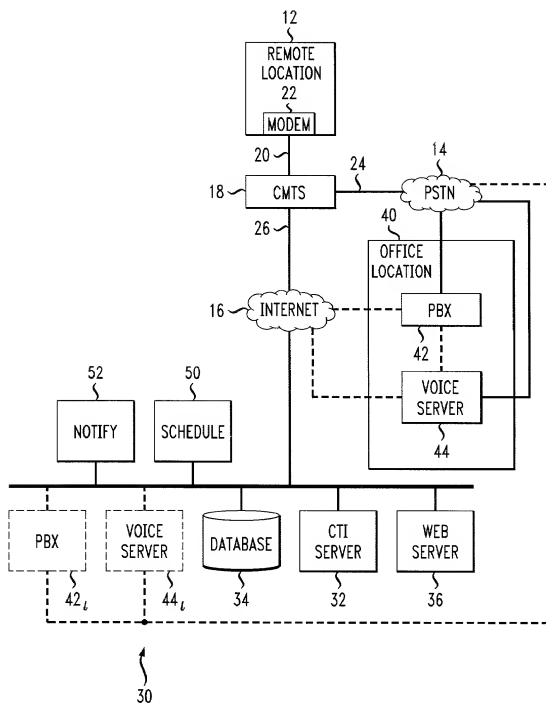 12
REMOTE
LOCATION
22
MODEM
20
18
CMTS
24
14
PSTN
26
40
OFFICE
LOCATION
16
INTERNET
PBX
42
VOICE
SERVER
44
52
NOTIFY
50
SCHEDULE
PBX
42l
VOICE
SERVER
44l
DATABASE
34
CTI
SERVER
32
WEB
SERVER
36
30